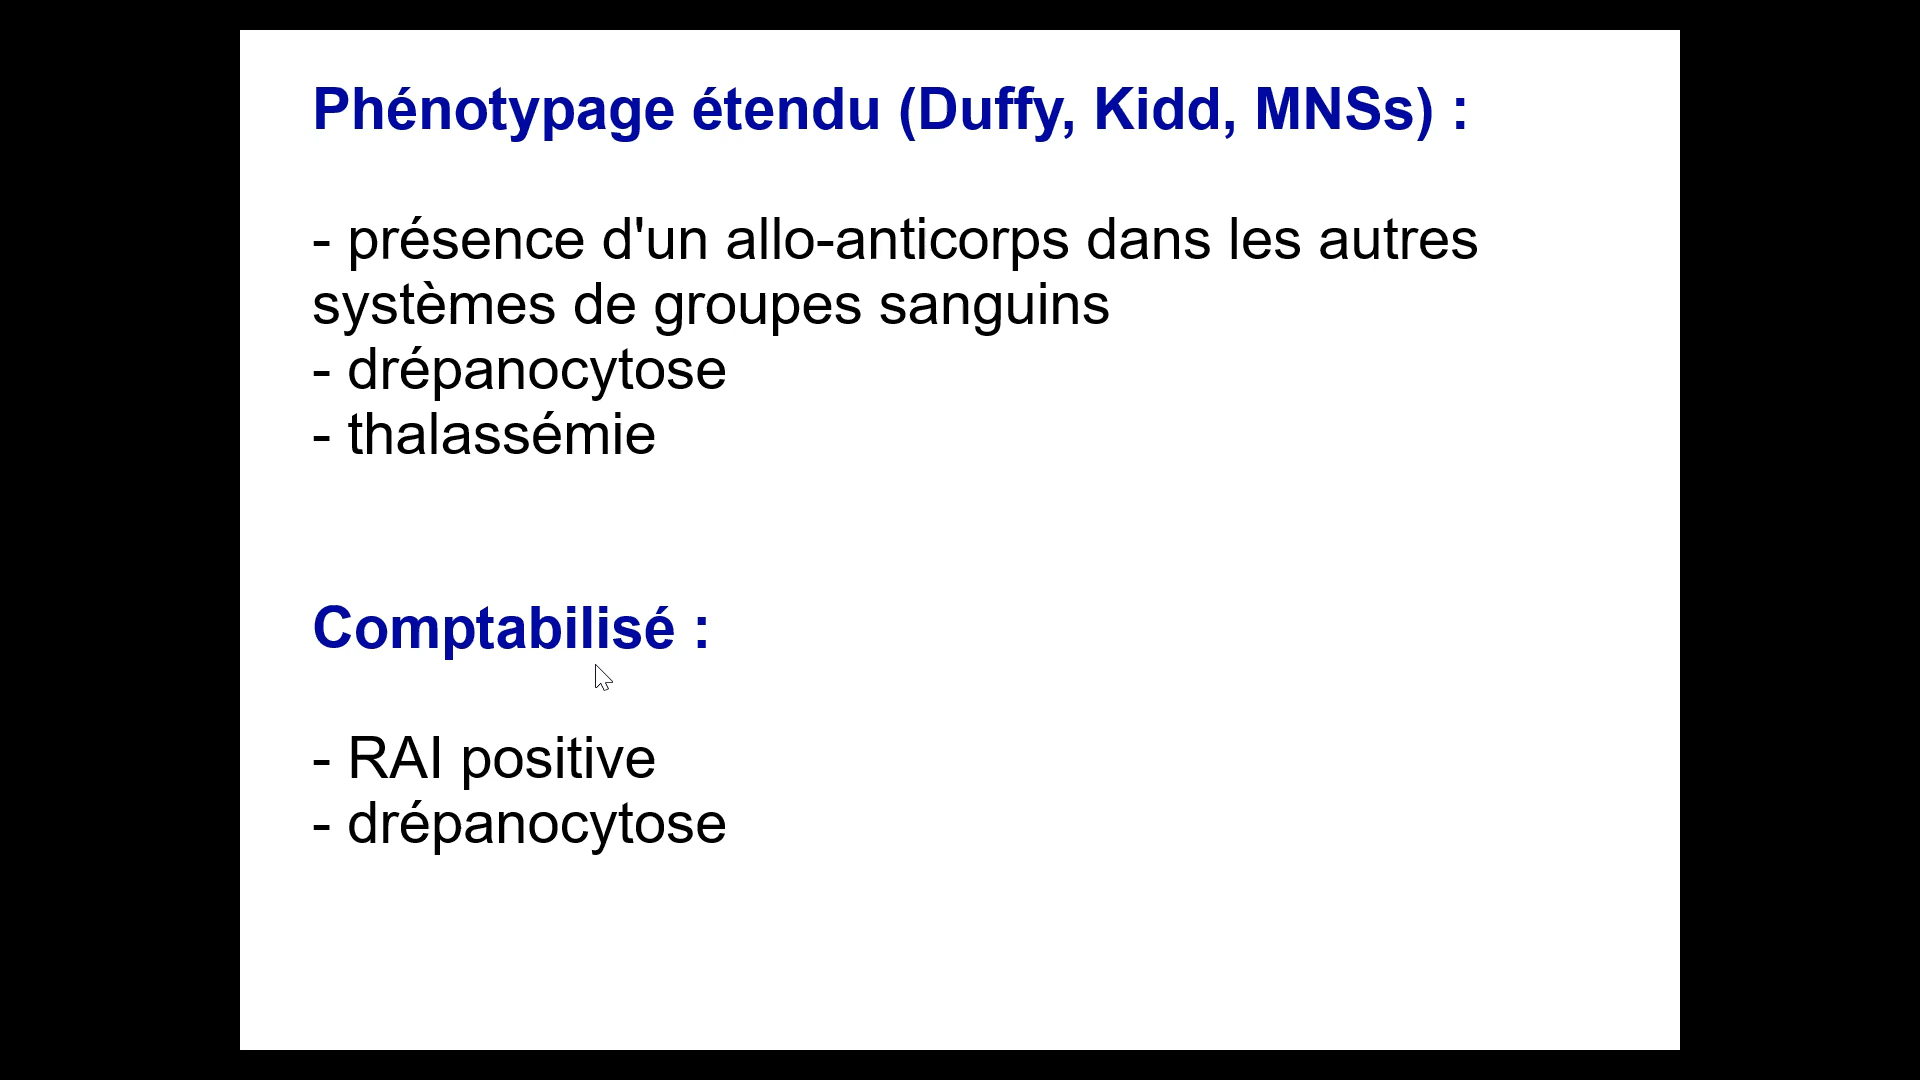 Phénotypage étendu (Duffy, Kidd, MNSs) :
- présence d'un allo-anticorps dans les autres
systèmes de groupes sanguins
- drépanocytose
- thalassémie
Comptabilisé :
- RAI positive
- drépanocytose